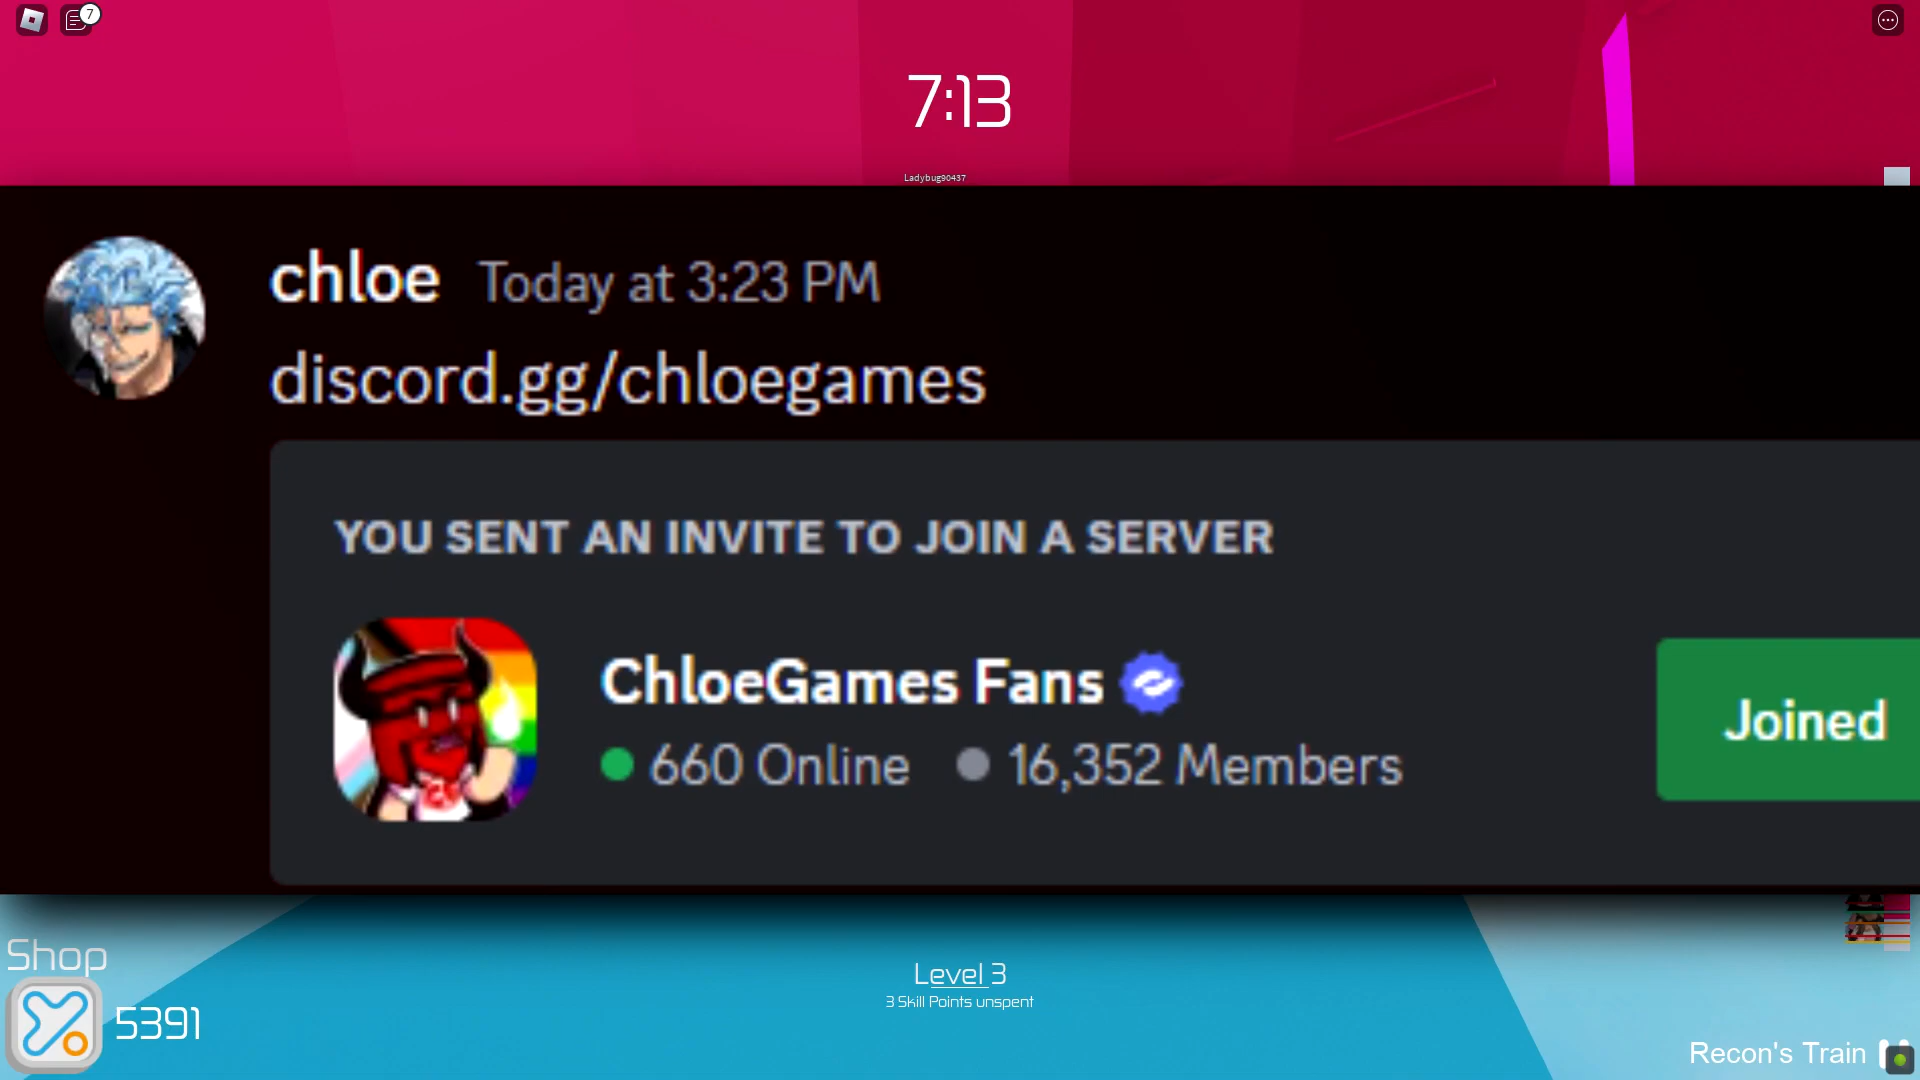 7
7:13
Ladybug90437
chloe Today at 3:23 PM
discord.gg/chloegames
YOU SENT AN INVITE TO JOIN A SERVER
ChloeGames Fans
660 Online 16,352 Members
Joined
Shop
5391
Level 3
3 Skill Points unspent
Recon's Train